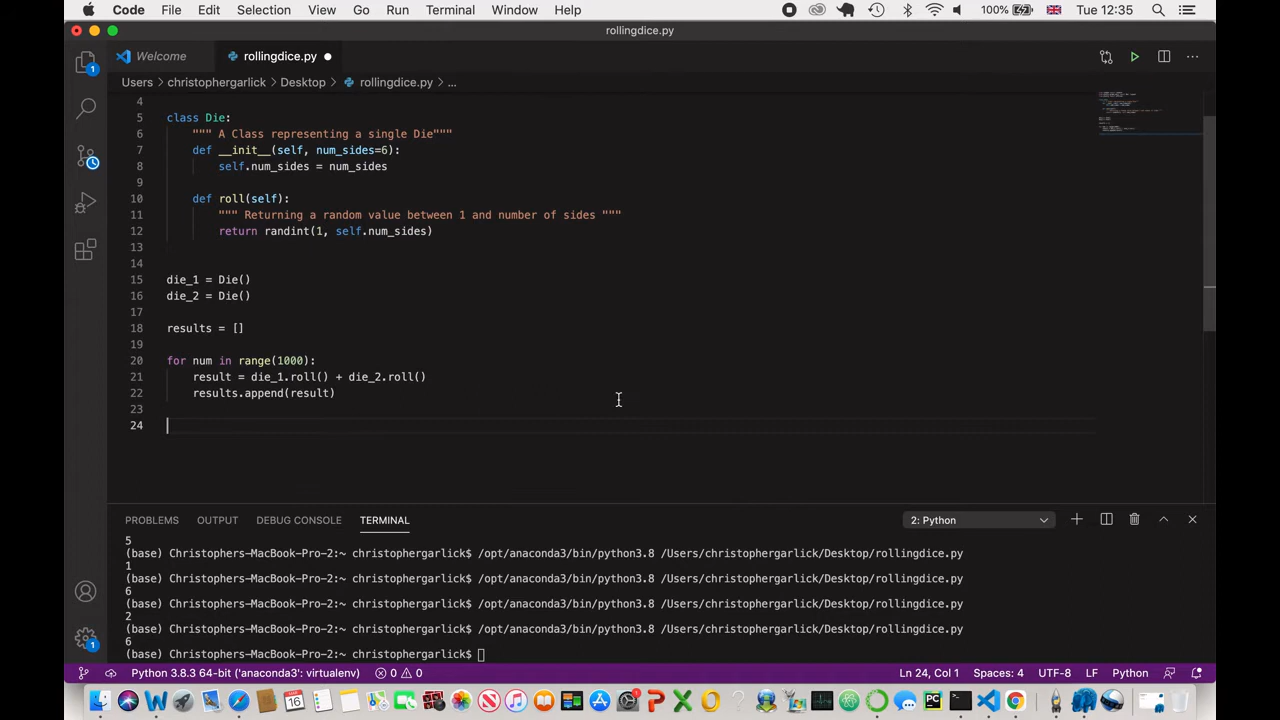 Code File Edit Selection View Go Run Terminal Window Help 100% Tue 12:35
rollingdice.py
Welcome rollingdice.py
Users > christophergarlick > Desktop > rollingdice.py > ...
4
5 class Die:
6 """ A Class representing a single Die"""
7 def __init__(self, num_sides=6):
8 self.num_sides = num_sides
9
10 def roll(self):
11 """ Returning a random value between 1 and number of sides """
12 return randint(1, self.num_sides)
13
14
15 die_1 = Die()
16 die_2 = Die()
17
18 results = []
19
20 for num in range(1000):
21 result = die_1.roll() + die_2.roll()
22 results.append(result)
23
24
PROBLEMS OUTPUT DEBUG CONSOLE TERMINAL 2: Python
5
(base) Christophers-MacBook-Pro-2:~ christophergarlick$ /opt/anaconda3/bin/python3.8 /Users/christophergarlick/Desktop/rollingdice.py
1
(base) Christophers-MacBook-Pro-2:~ christophergarlick$ /opt/anaconda3/bin/python3.8 /Users/christophergarlick/Desktop/rollingdice.py
6
(base) Christophers-MacBook-Pro-2:~ christophergarlick$ /opt/anaconda3/bin/python3.8 /Users/christophergarlick/Desktop/rollingdice.py
2
(base) Christophers-MacBook-Pro-2:~ christophergarlick$ /opt/anaconda3/bin/python3.8 /Users/christophergarlick/Desktop/rollingdice.py
6
(base) Christophers-MacBook-Pro-2:~ christophergarlick$
Python 3.8.3 64-bit ('anaconda3': virtualenv) 0 0 Ln 24, Col 1 Spaces: 4 UTF-8 LF Python